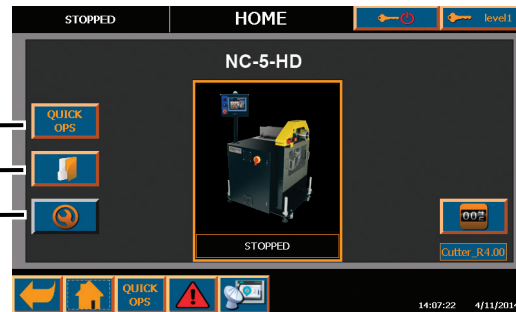 STOPPED
HOME
level1
NC-5-HD
QUICK
OPS
STOPPED
Cutter_R4.00
QUICK
OPS
14:07:22 4/11/2014